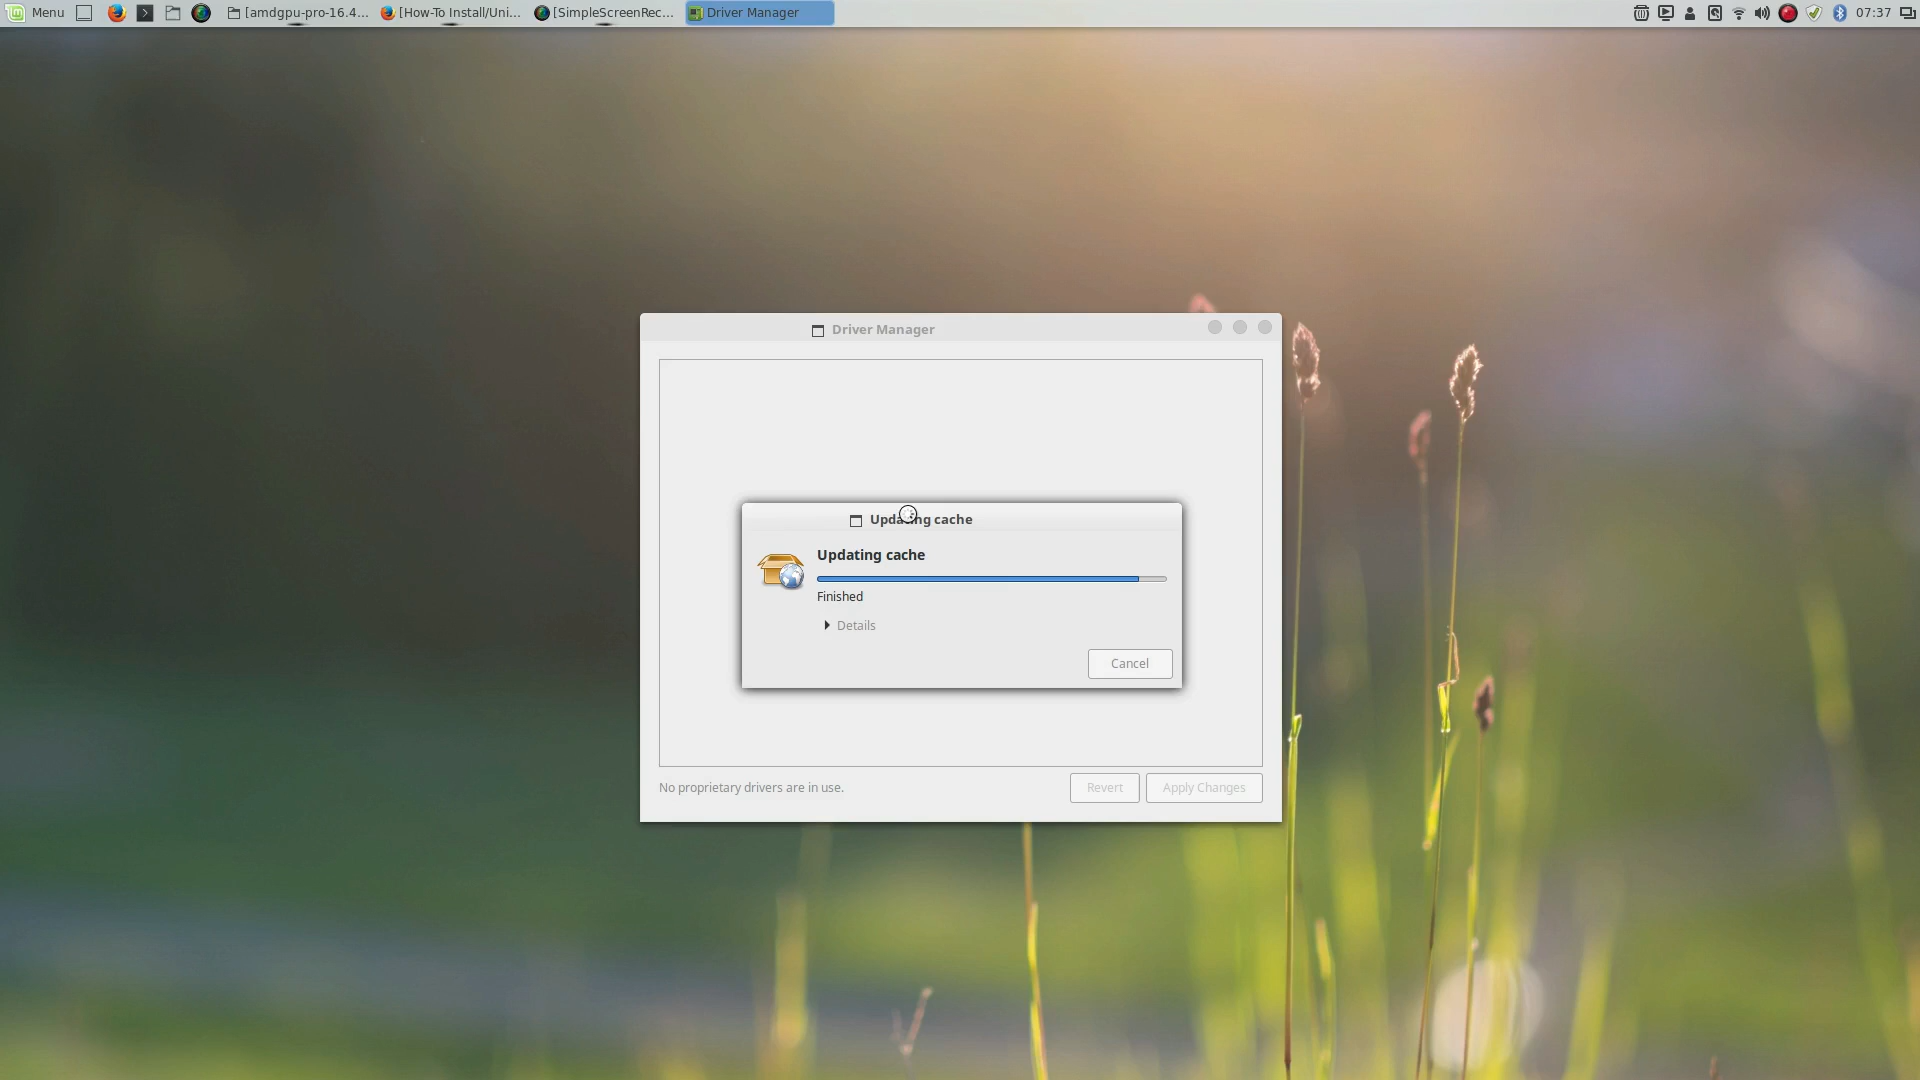 Menu [amdgpu-pro-16.4... [How-To Install/Uni... [SimpleScreenRec... Driver Manager 07:37
Driver Manager
Updating cache
Updating cache
Finished
Details
Cancel
No proprietary drivers are in use. Revert Apply Changes